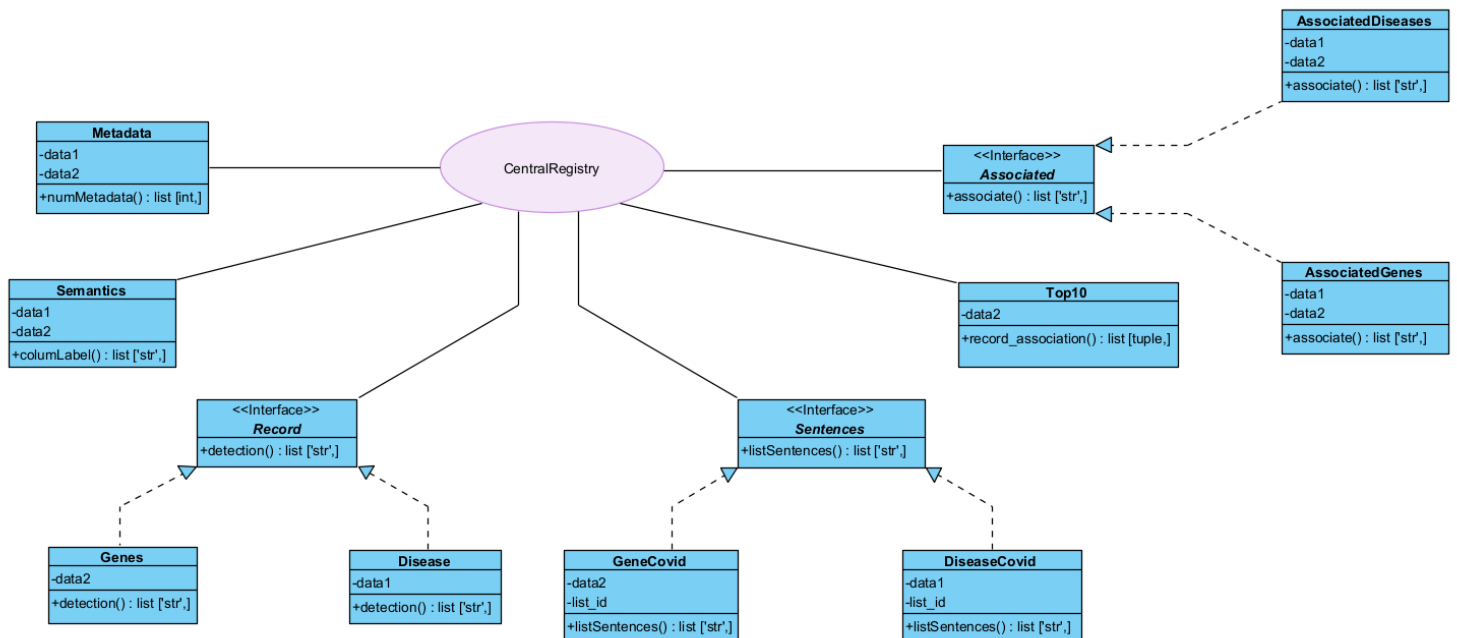 AssociatedDiseases
-data1
-data2
+associate() : list ['str',]
Metadata
-data1
-data2
+numMetadata() : list [int,]
CentralRegistry
<<Interface>>
Associated
+associate() : list ['str',]
Semantics
-data1
-data2
+columLabel() : list ['str',]
Top10
-data2
+record_association() : list [tuple,]
AssociatedGenes
-data1
-data2
+associate() : list ['str',]
<<Interface>>
Record
+detection() : list ['str',]
<<Interface>>
Sentences
+listSentences() : list ['str',]
Genes
-data2
+detection() : list ['str',]
Disease
-data1
+detection() : list ['str',]
GeneCovid
-data2
-list_id
+listSentences() : list ['str',]
DiseaseCovid
-data1
-list_id
+listSentences() : list ['str',]